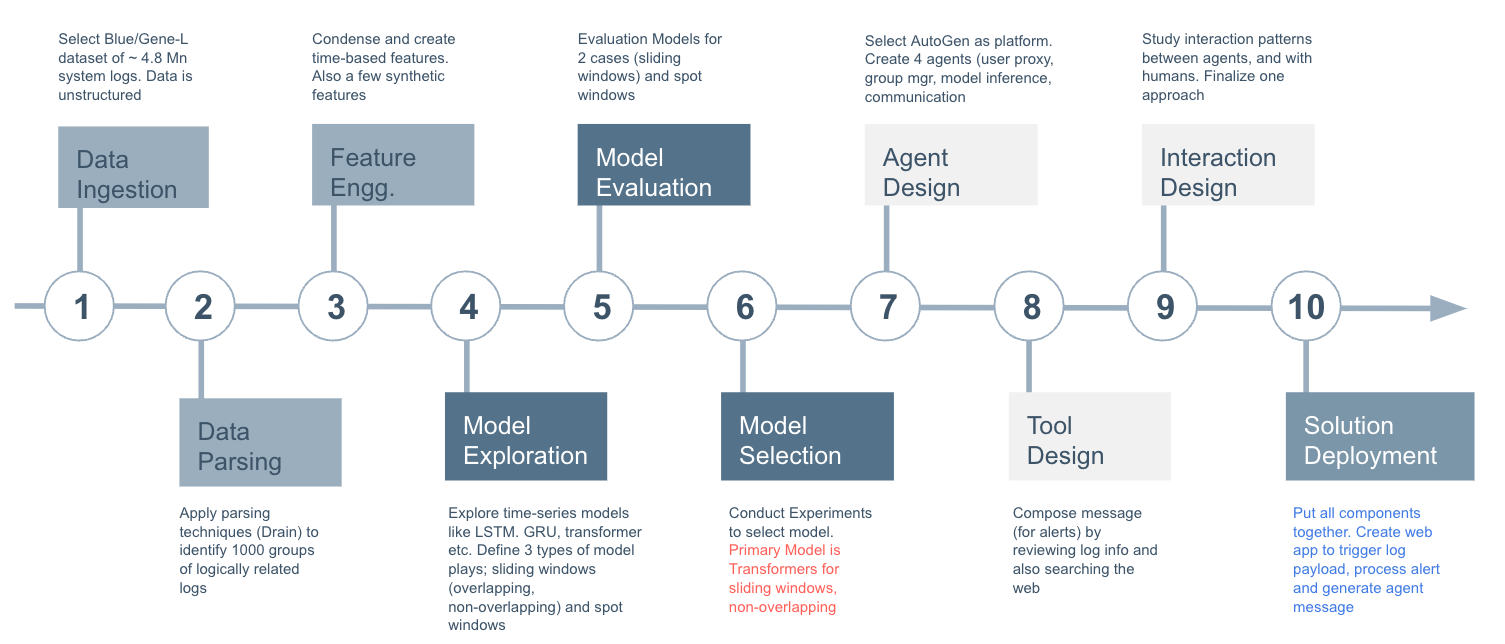 Select Blue/Gene-L
dataset of ~ 4.8 Mn
system logs. Data is
unstructured
Condense and create
time-based features.
Also a few synthetic
features
Evaluation Models for
2 cases (sliding
windows) and spot
windows
Select AutoGen as platform.
Create 4 agents (user proxy,
group mgr, model inference,
communication
Study interaction patterns
between agents, and with
humans. Finalize one
approach
Data
Ingestion
Feature
Engg.
Model
Evaluation
Agent
Design
Interaction
Design
1
2
3
4
5
6
7
8
9
10
Data
Parsing
Model
Exploration
Model
Selection
Tool
Design
Solution
Deployment
Apply parsing
techniques (Drain) to
identify 1000 groups
of logically related
logs
Explore time-series models
like LSTM. GRU, transformer
etc. Define 3 types of model
plays; sliding windows
(overlapping,
non-overlapping) and spot
windows
Conduct Experiments
to select model.
Primary Model is
Transformers for
sliding windows,
non-overlapping
Compose message
(for alerts) by
reviewing log info and
also searching the
web
Put all components
together. Create web
app to trigger log
payload, process alert
and generate agent
message